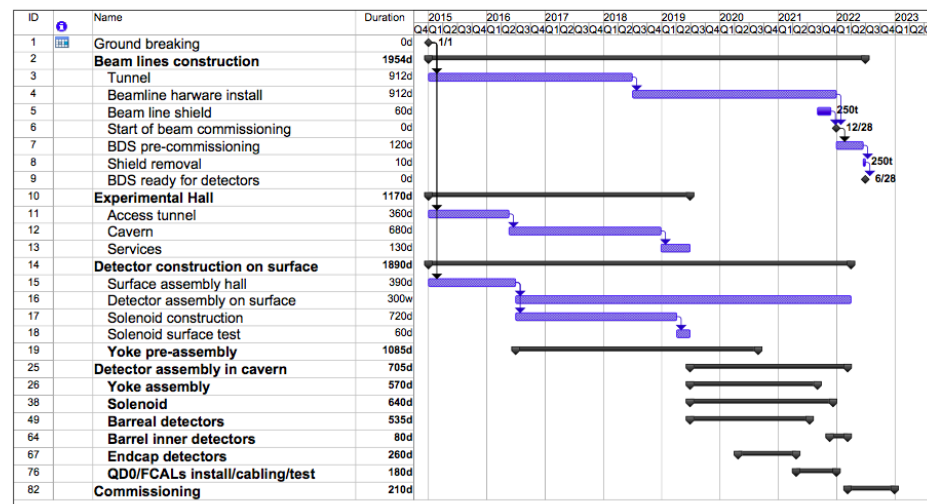 ID Name Duration 2015 2016 2017 2018 2019 2020 2021 2022 2023
Q4Q1Q2Q3Q4Q1Q2Q3Q4Q1Q2Q3Q4Q1Q2Q3Q4Q1Q2Q3Q4Q1Q2Q3Q4Q1Q2Q3Q4Q1Q2Q3Q4Q1Q2
1 Ground breaking 0d 1/1
2 Beam lines construction 1954d
3 Tunnel 912d
4 Beamline harware install 912d
5 Beam line shield 60d 250t
6 Start of beam commissioning 0d 12/28
7 BDS pre-commissioning 120d
8 Shield removal 10d 250t
9 BDS ready for detectors 0d 6/28
10 Experimental Hall 1170d
11 Access tunnel 360d
12 Cavern 680d
13 Services 130d
14 Detector construction on surface 1890d
15 Surface assembly hall 390d
16 Detector assembly on surface 300w
17 Solenoid construction 720d
18 Solenoid surface test 60d
19 Yoke pre-assembly 1085d
25 Detector assembly in cavern 705d
26 Yoke assembly 570d
38 Solenoid 640d
49 Barreal detectors 535d
64 Barrel inner detectors 80d
67 Endcap detectors 260d
76 QD0/FCALs install/cabling/test 180d
82 Commissioning 210d